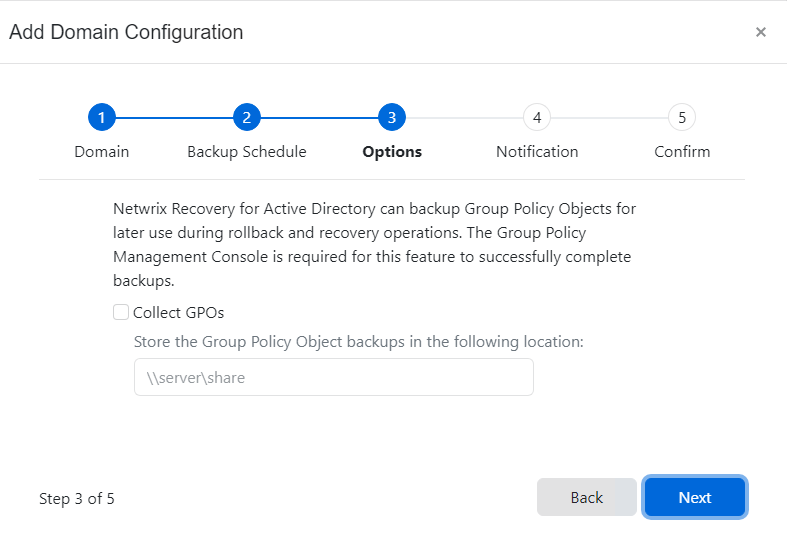 Add Domain Configuration
×
1 2 3 4 5
Domain Backup Schedule Options Notification Confirm
Netwrix Recovery for Active Directory can backup Group Policy Objects for
later use during rollback and recovery operations. The Group Policy
Management Console is required for this feature to successfully complete
backups.
Collect GPOs
Store the Group Policy Object backups in the following location:
\\server\share
Step 3 of 5 Back Next